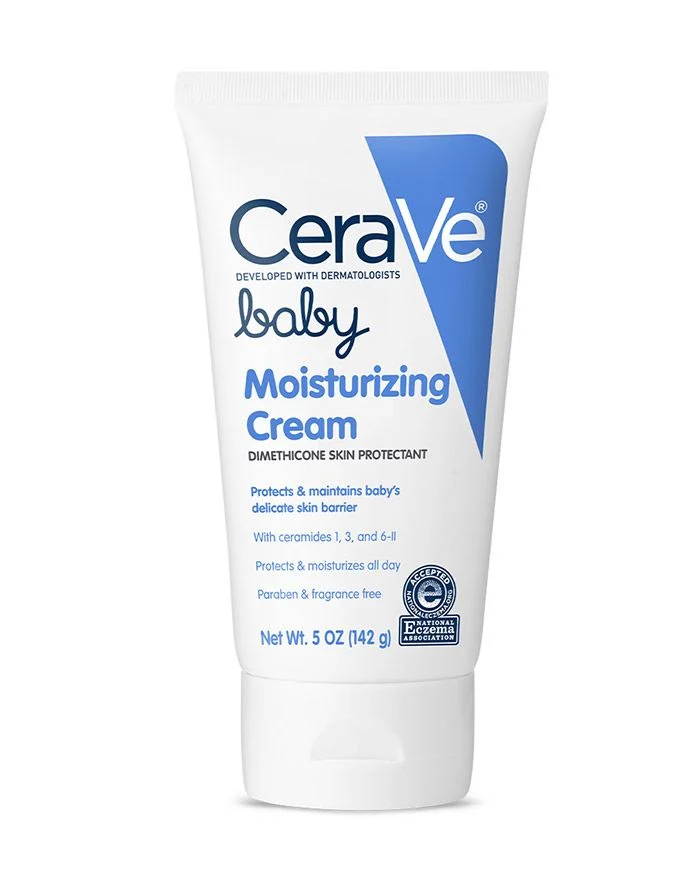 CeraVe®
DEVELOPED WITH DERMATOLOGISTS
baby
Moisturizing
Cream
DIMETHICONE SKIN PROTECTANT
Protects & maintains baby's
delicate skin barrier
With ceramides 1, 3, and 6-II
Protects & moisturizes all day
Paraben & fragrance free
Net Wt. 5 OZ (142 g)
ACCEPTED
NATIONALECZEMA.ORG
e
NATIONAL
Eczema
ASSOCIATION